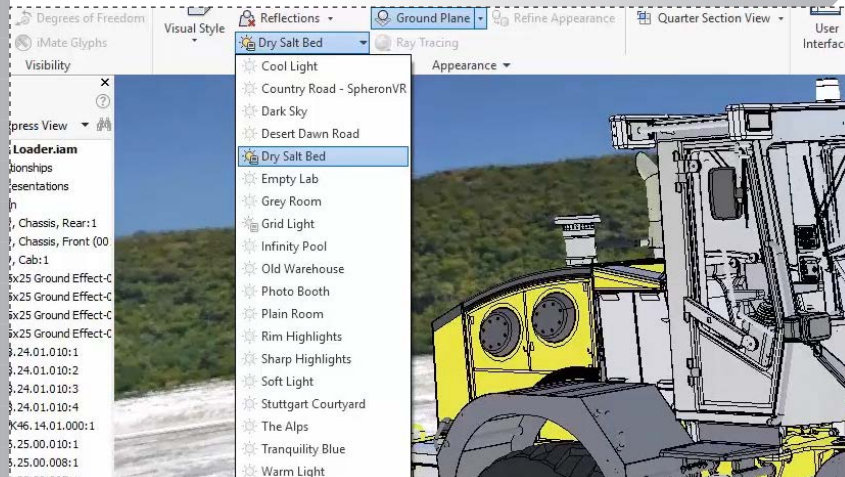 Degrees of Freedom
iMate Glyphs
Visibility
Visual Style
Reflections
Dry Salt Bed
Ground Plane
Ray Tracing
Refine Appearance
Appearance
Quarter Section View
User
Interface
press View
Loader.iam
tionships
esentations
n
, Chassis, Rear:1
, Chassis, Front (00
, Cab:1
5x25 Ground Effect-0
5x25 Ground Effect-C
5x25 Ground Effect-C
5x25 Ground Effect-C
.24.01.010:1
.24.01.010:2
.24.01.010:3
.24.01.010:4
K46.14.01.000:1
.25.00.010:1
.25.00.008:1
Cool Light
Country Road - SpheronVR
Dark Sky
Desert Dawn Road
Dry Salt Bed
Empty Lab
Grey Room
Grid Light
Infinity Pool
Old Warehouse
Photo Booth
Plain Room
Rim Highlights
Sharp Highlights
Soft Light
Stuttgart Courtyard
The Alps
Tranquility Blue
Warm Light